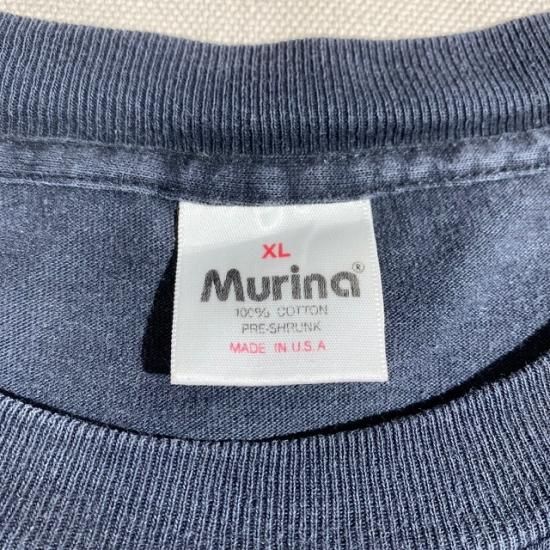 XL
Murina®
100% COTTON
PRE-SHRUNK
MADE IN U.S.A